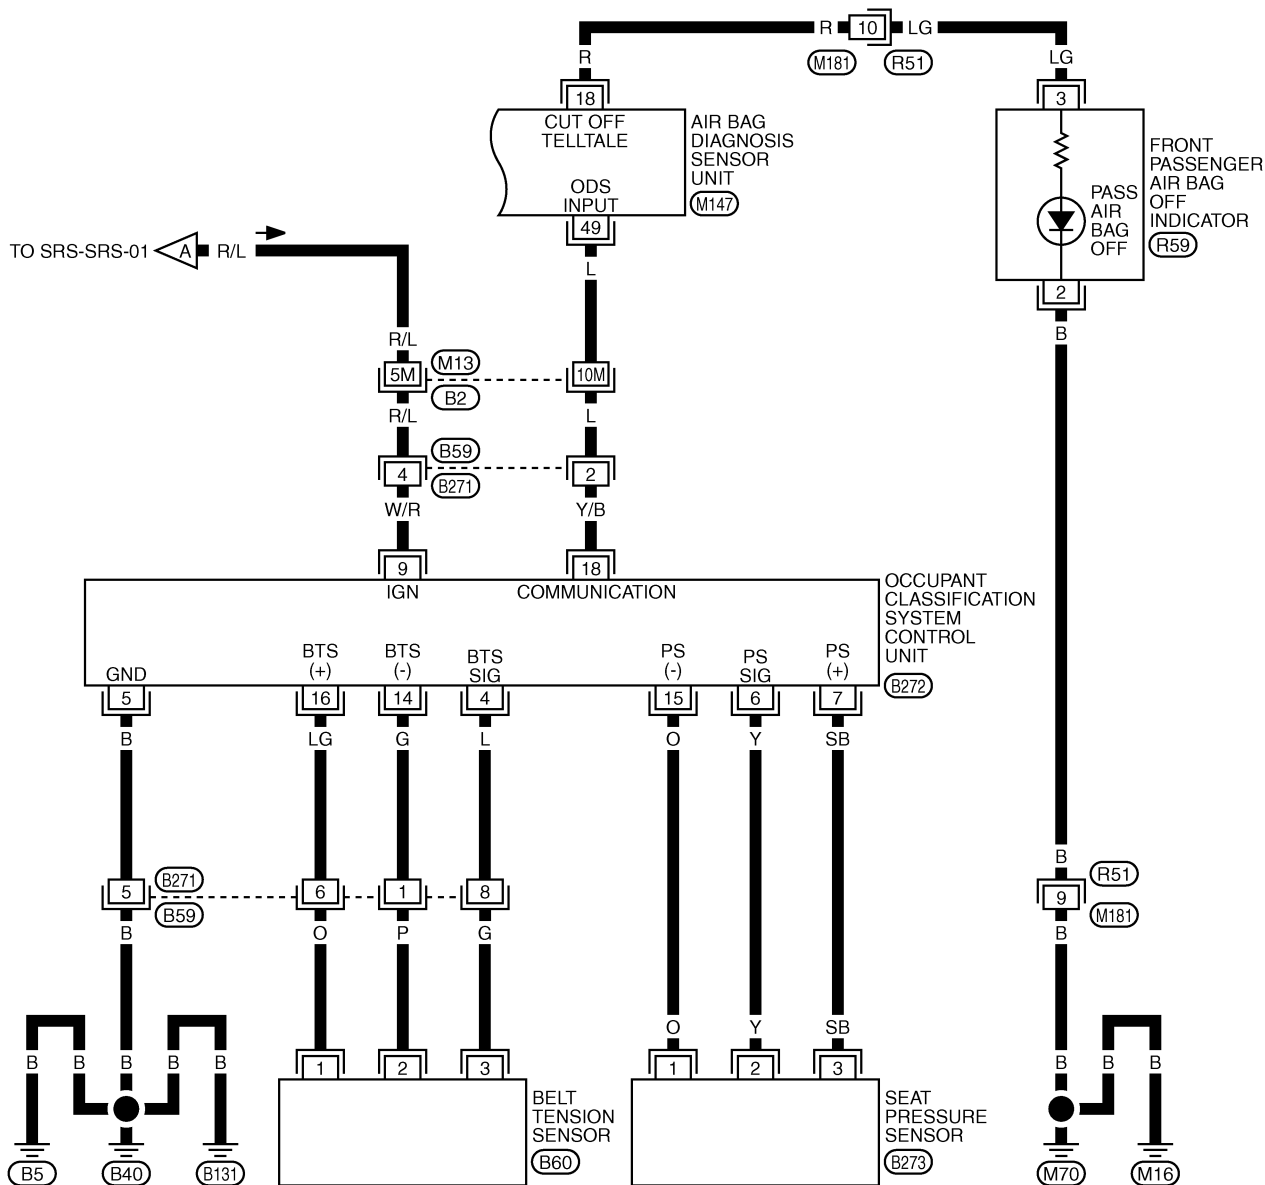 R 10 LG
M181 R51
R
LG
18
3
CUT OFF
TELLTALE
AIR BAG
DIAGNOSIS
SENSOR
UNIT
M147
ODS
INPUT
49
FRONT
PASSENGER
AIR BAG
OFF
INDICATOR
R59
PASS
AIR
BAG
OFF
2
TO SRS-SRS-01 A R/L
L
B
R/L
5M M13 10M
B2
R/L L
B59
4 2
B271
W/R Y/B
9 18
IGN COMMUNICATION
OCCUPANT
CLASSIFICATION
SYSTEM
CONTROL
UNIT
B272
GND
BTS
(+)
BTS
(-)
BTS
SIG
PS
(-)
PS
SIG
PS
(+)
5 16 14 4 15 6 7
B LG G L O Y SB
B
R51
9
M181
B
B271
5 6 1 8
B59
B O P G
O Y SB
B B B B B
B B B
1 2 3
1 2 3
BELT
TENSION
SENSOR
B60
SEAT
PRESSURE
SENSOR
B273
B5 B40 B131
M70 M16